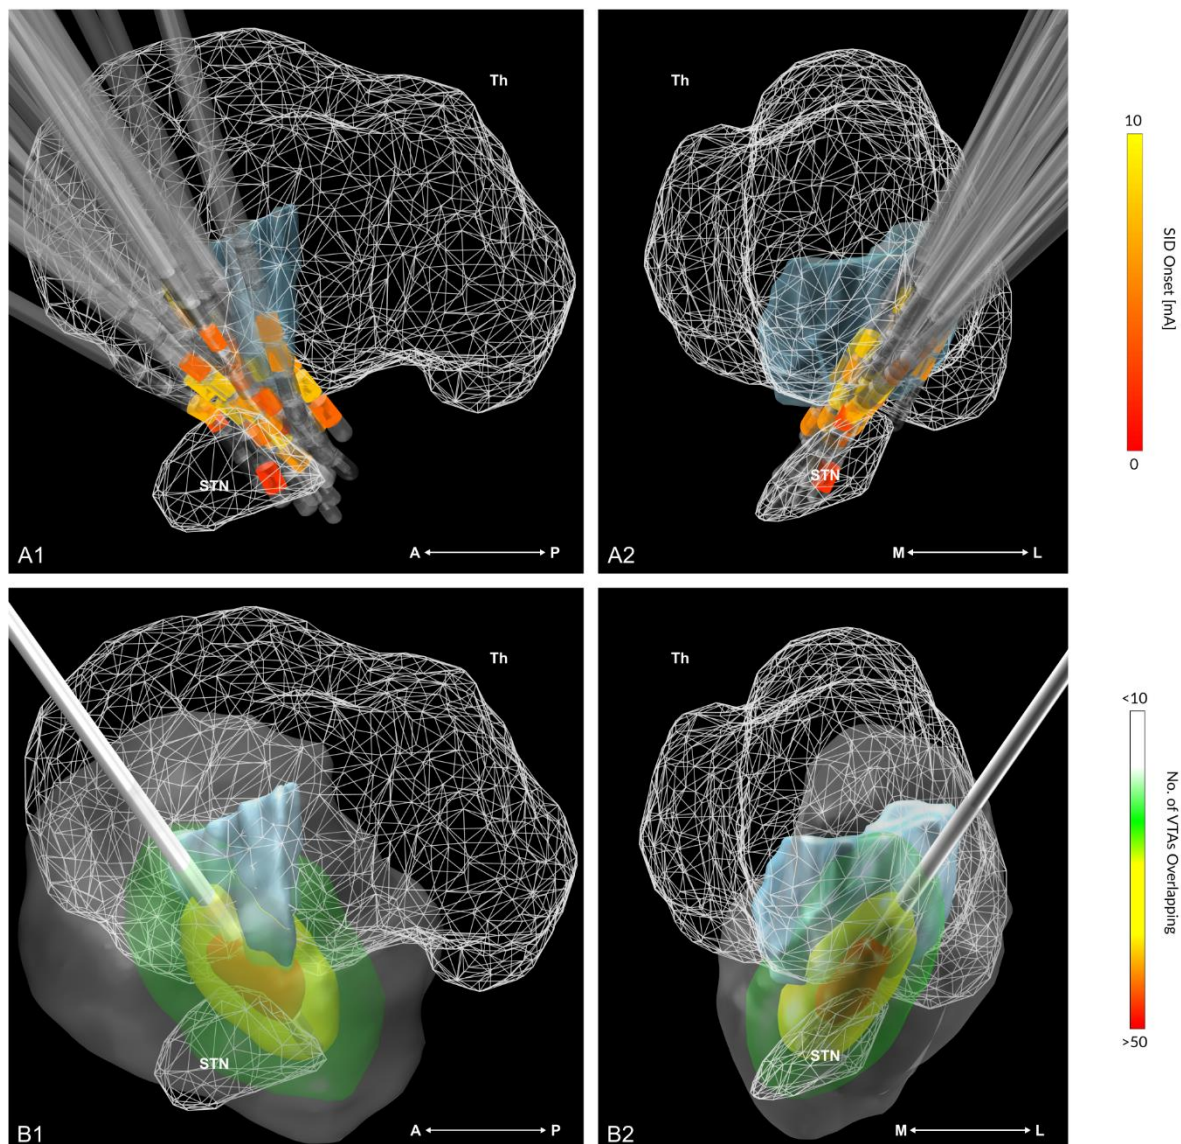 Th
STN
A1
A P
Th
STN
A2
M L
10
SID Onset [mA]
0
Th
STN
B1
A P
Th
STN
B2
M L
<10
No. of VTAs Overlapping
>50